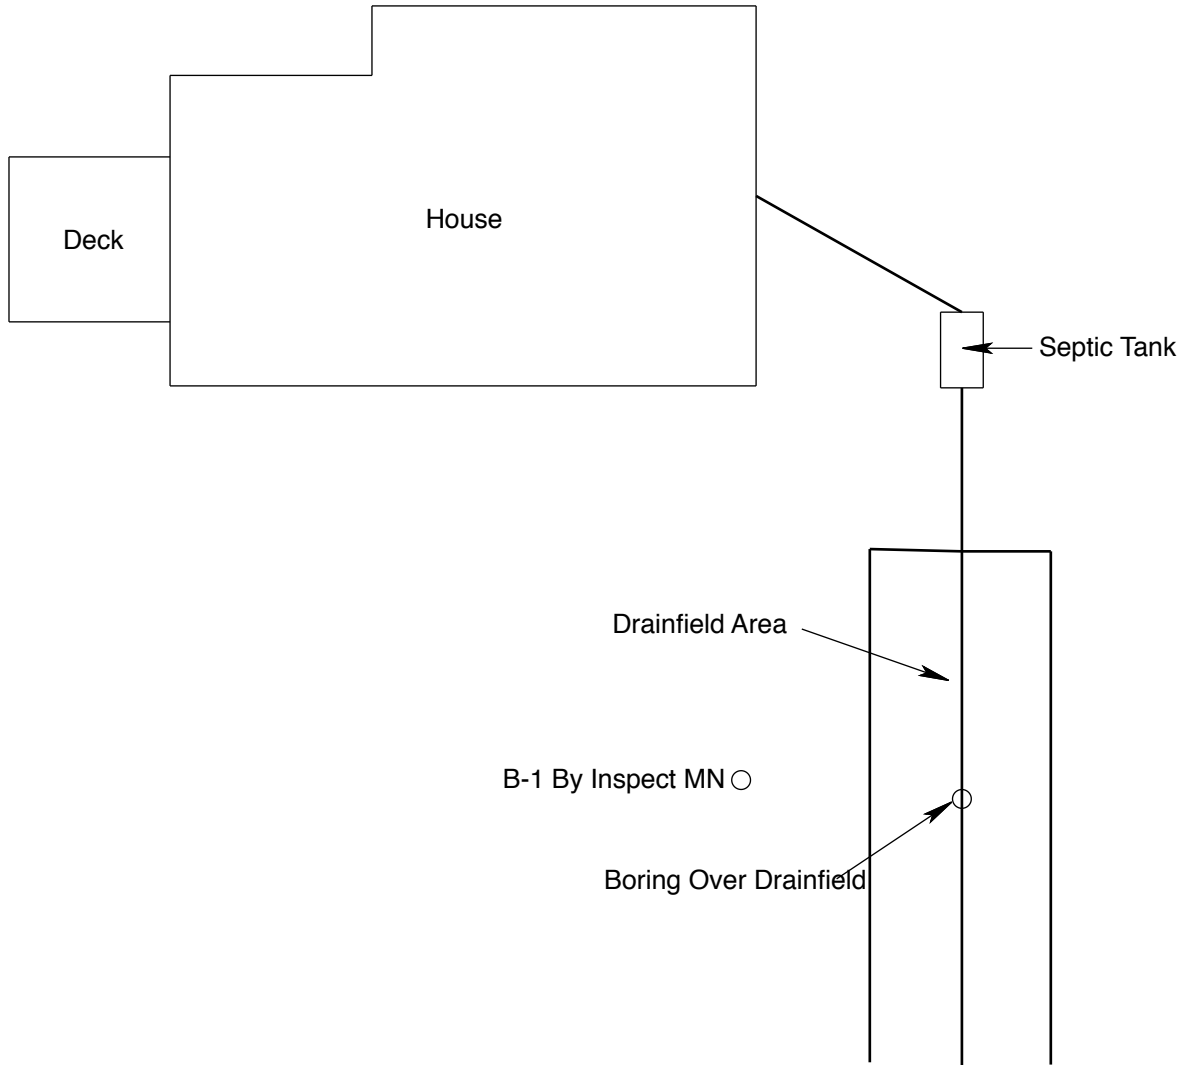 House
Deck
Septic Tank
Drainfield Area
B-1 By Inspect MN
Boring Over Drainfield